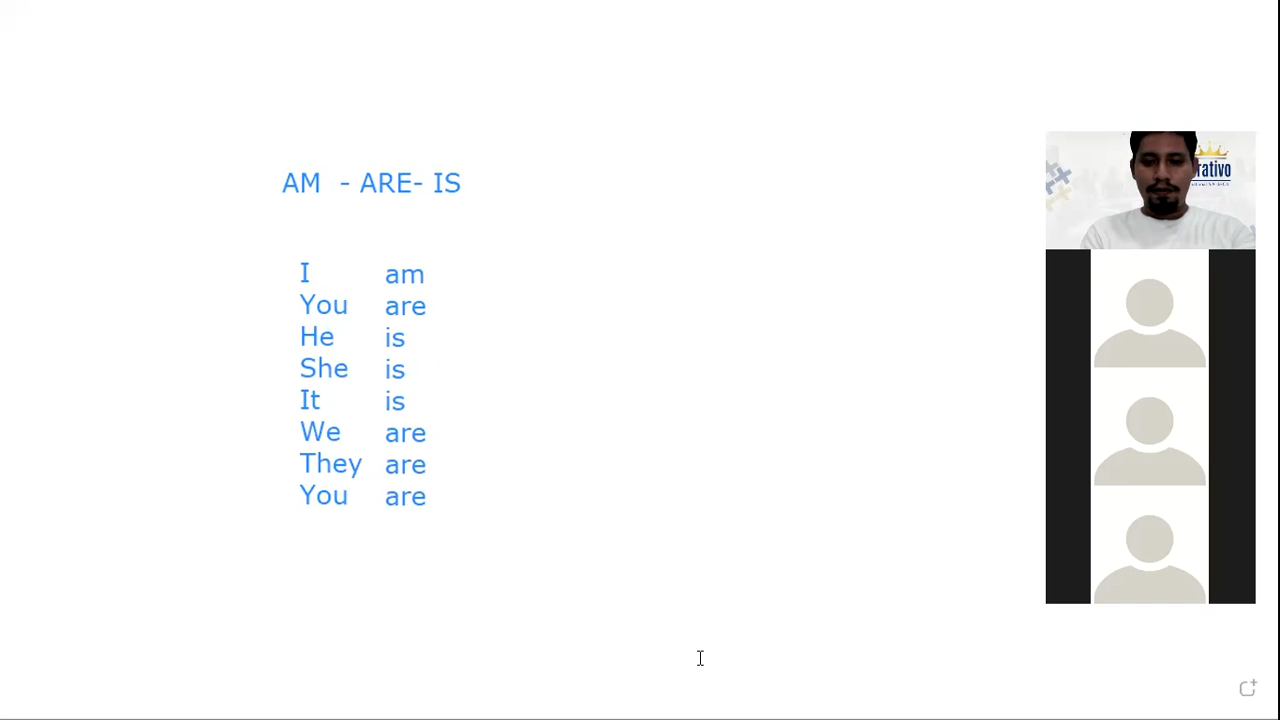 AM - ARE- IS
I am
You are
He is
She is
It is
We are
They are
You are
rativo